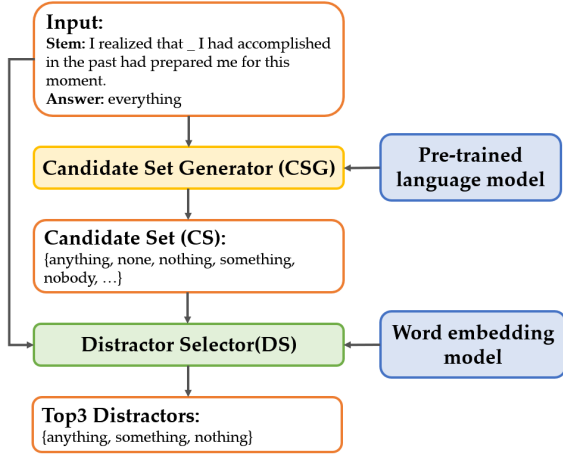 Input:
Stem: I realized that _ I had accomplished
in the past had prepared me for this
moment.
Answer: everything
Candidate Set Generator (CSG)
Pre-trained
language model
Candidate Set (CS):
{anything, none, nothing, something,
nobody, ...}
Distractor Selector(DS)
Word embedding
model
Top3 Distractors:
{anything, something, nothing}